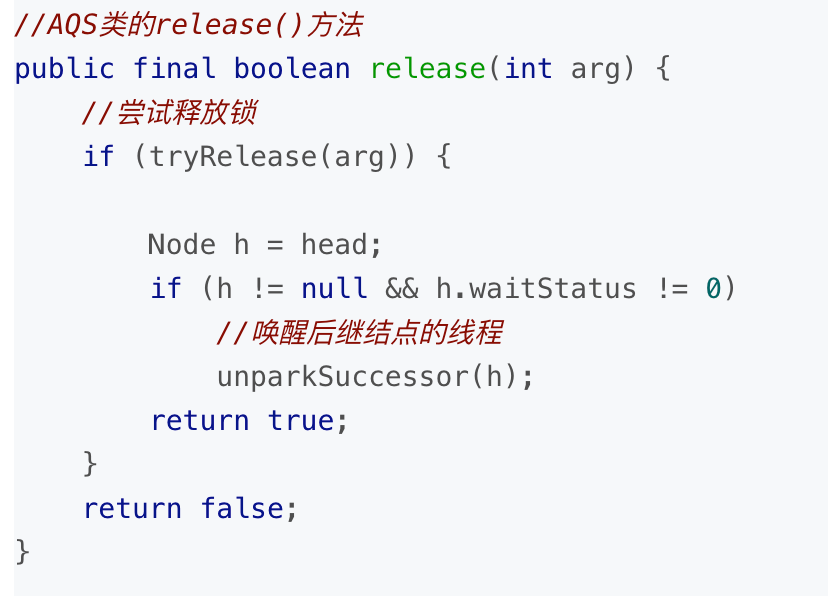 //AQS类的release()方法
public final boolean release(int arg) {
    //尝试释放锁
    if (tryRelease(arg)) {
        Node h = head;
        if (h != null && h.waitStatus != 0)
            //唤醒后继结点的线程
            unparkSuccessor(h);
        return true;
    }
    return false;
}